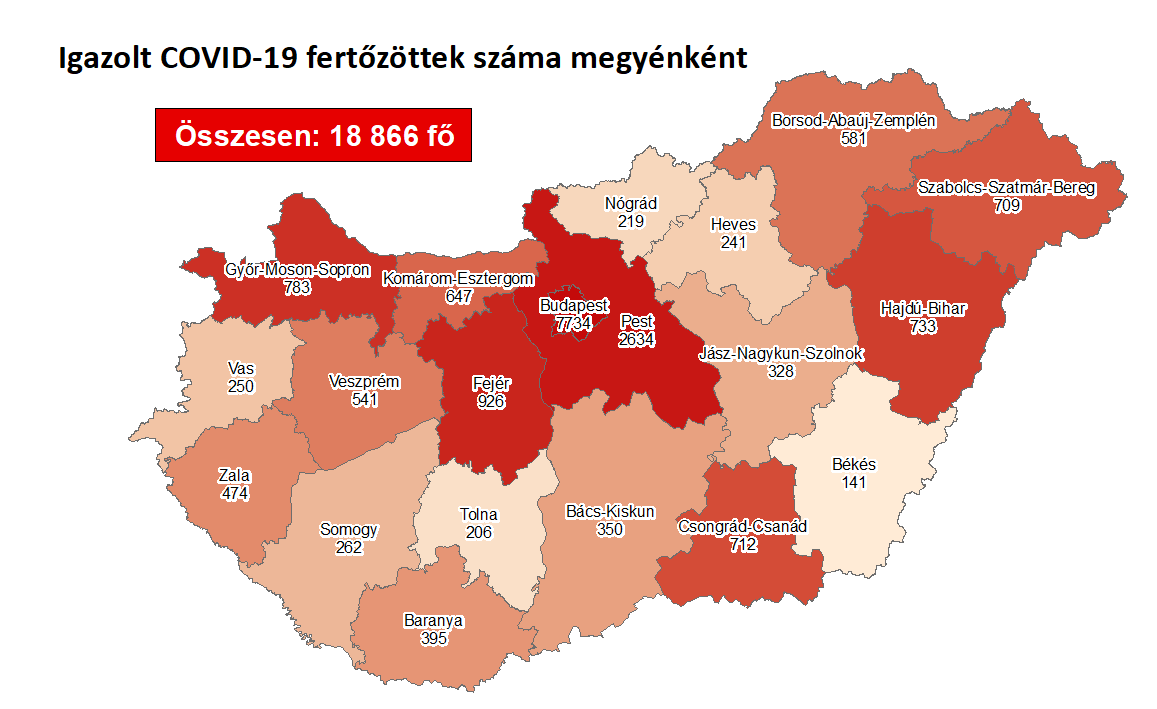 Igazolt COVID-19 fertőzöttek száma megyénként
Összesen: 18 866 fő
Borsod-Abaúj-Zemplén
581
Szabolcs-Szatmár-Bereg
709
Nógrád
219
Heves
241
Győr-Moson-Sopron
783
Komárom-Esztergom
647
Budapest
7734
Pest
2634
Hajdú-Bihar
733
Jász-Nagykun-Szolnok
328
Vas
250
Veszprém
541
Fejér
926
Békés
141
Zala
474
Somogy
262
Tolna
206
Bács-Kiskun
350
Csongrád-Csanád
712
Baranya
395